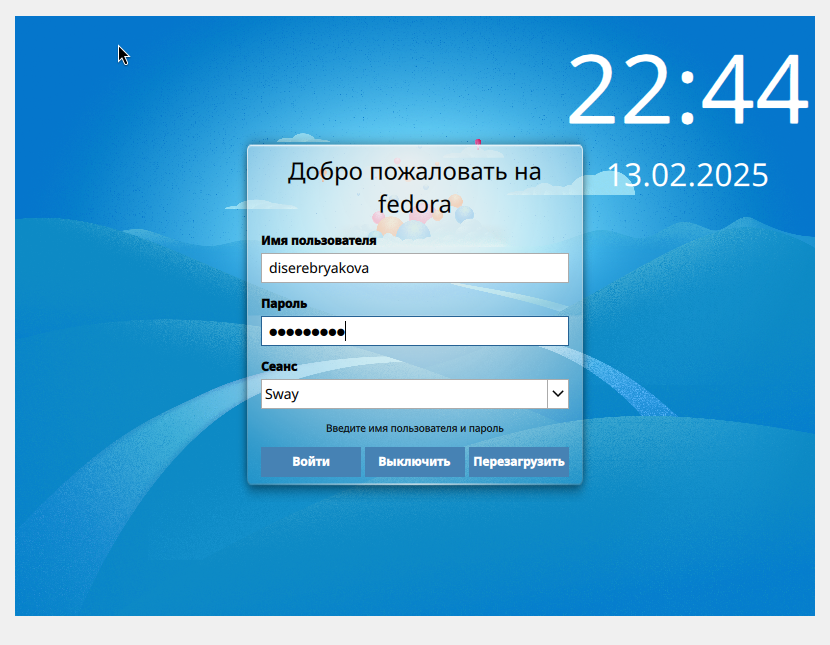 22:44
13.02.2025
Добро пожаловать на
fedora
Имя пользователя
diserebryakova
Пароль
●●●●●●●●●
Сеанс
Sway
Введите имя пользователя и пароль
Войти Выключить Перезагрузить